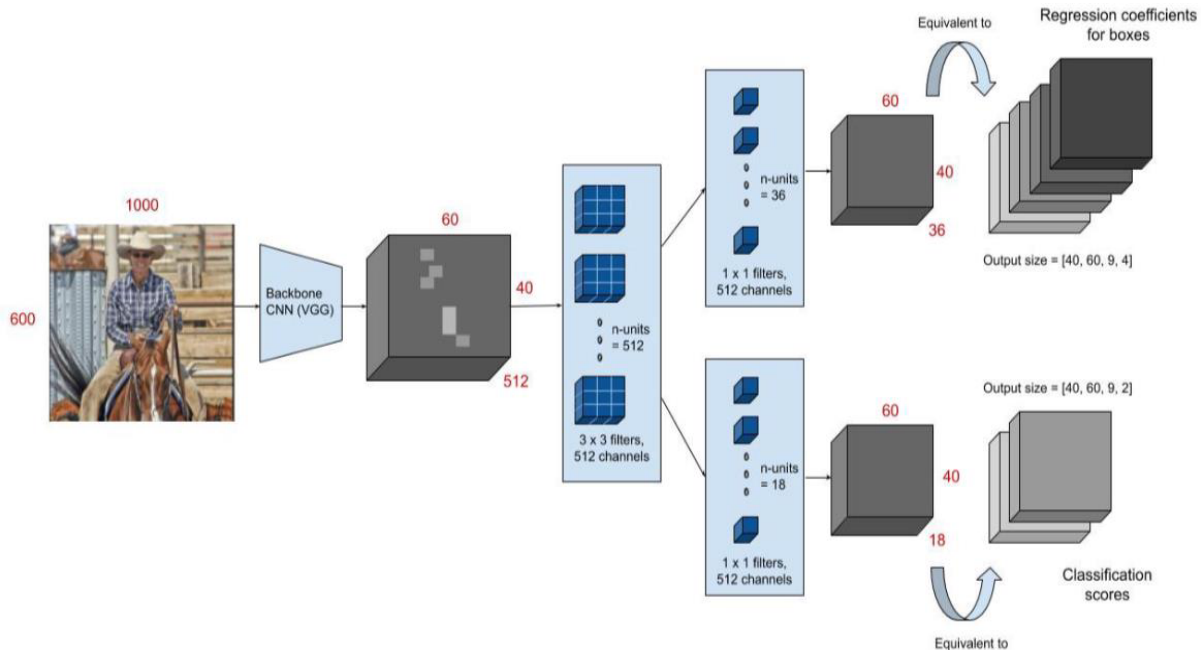 1000
600
Backbone
CNN (VGG)
60
40
512
n-units
= 512
3 x 3 filters,
512 channels
n-units
= 36
1 x 1 filters,
512 channels
60
40
36
Equivalent to
Regression coefficients
for boxes
Output size = [40, 60, 9, 4]
n-units
= 18
1 x 1 filters,
512 channels
60
40
18
Output size = [40, 60, 9, 2]
Classification
scores
Equivalent to